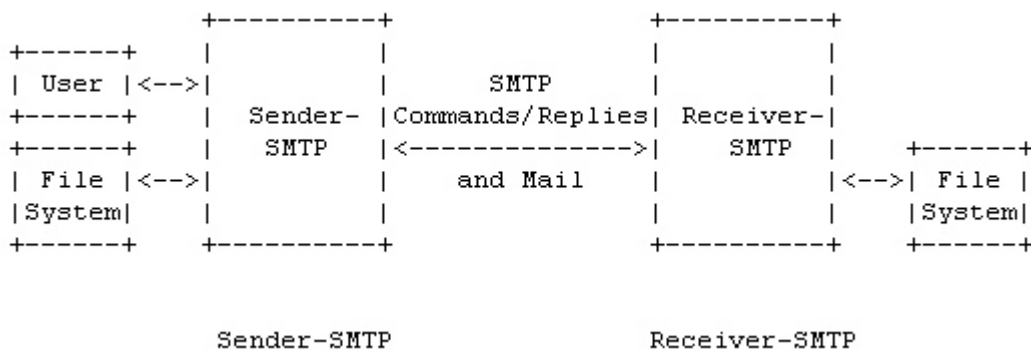 +----------+                +----------+
+------+    |          |                |          |
| User |<-->|          |      SMTP      |          |
+------+    |  Sender- |Commands/Replies| Receiver-|
+------+    |   SMTP   |<-------------->|    SMTP  |    +------+
| File |<-->|          |    and Mail    |          |<-->| File |
|System|    |          |                |          |    |System|
+------+    +----------+                +----------+    +------+
             Sender-SMTP                Receiver-SMTP